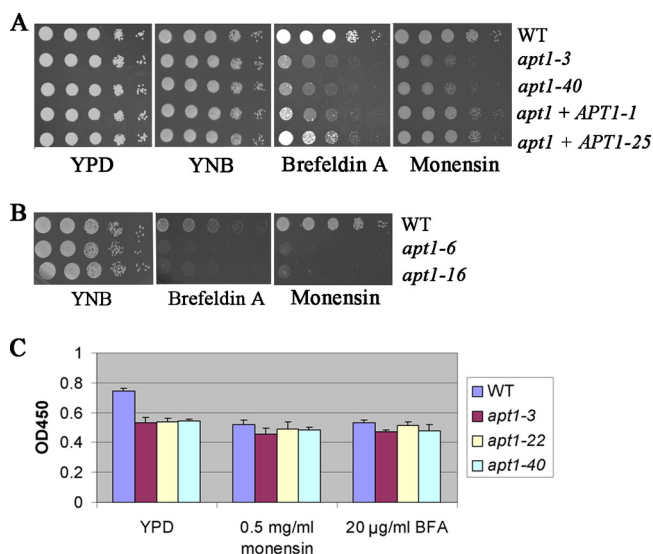 A
WT
apt1-3
apt1-40
apt1 + APT1-1
apt1 + APT1-25
YPD YNB Brefeldin A Monensin
B
WT
apt1-6
apt1-16
YNB Brefeldin A Monensin
C
1
0.8
0.6
0.4
0.2
0
OD450
YPD 0.5 mg/ml monensin 20 µg/ml BFA
WT
apt1-3
apt1-22
apt1-40